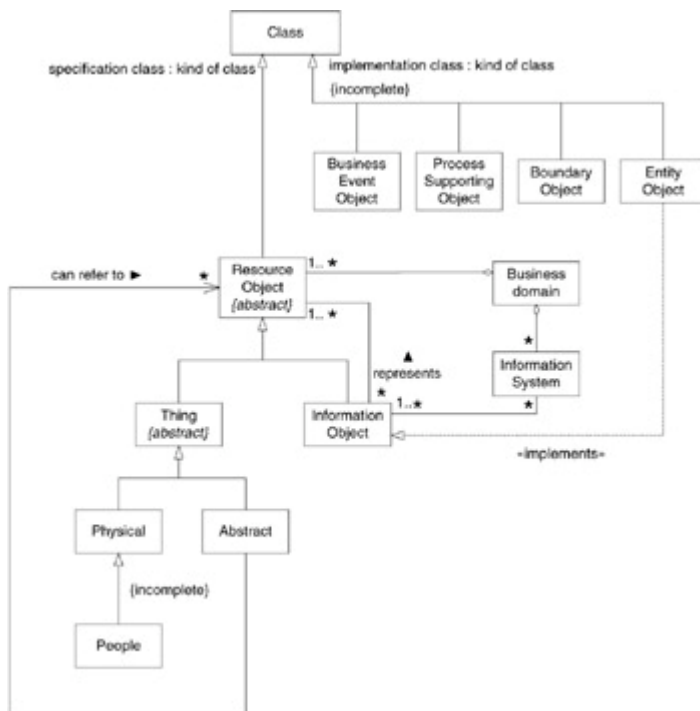 Class
specification class : kind of class
implementation class : kind of class
{incomplete}
Business
Event
Object
Process
Supporting
Object
Boundary
Object
Entity
Object
can refer to ►
*
Resource
Object
{abstract}
1.. *
1.. *
Business
domain
▲
represents
*
*
Information
System
1..*
*
Thing
{abstract}
Information
Object
«implements»
Physical
Abstract
{incomplete}
People